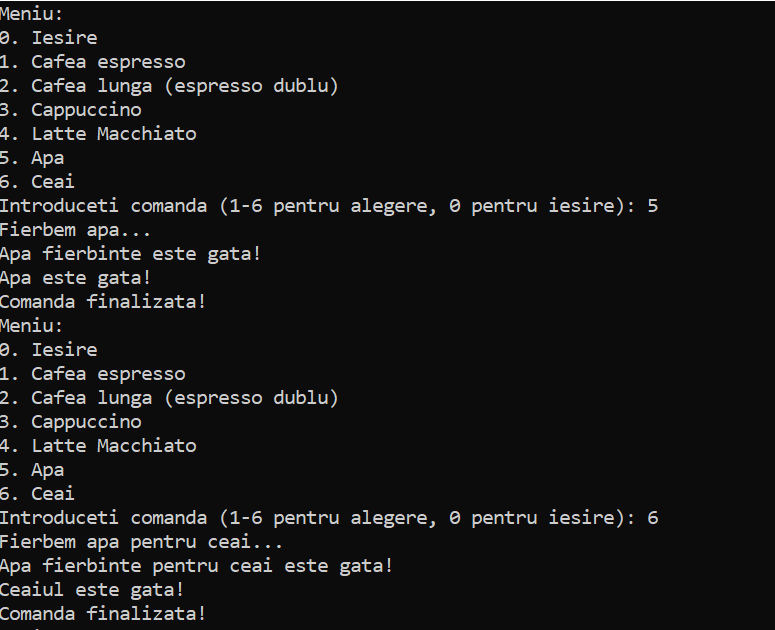 Meniu:
0. Iesire
1. Cafea espresso
2. Cafea lunga (espresso dublu)
3. Cappuccino
4. Latte Macchiato
5. Apa
6. Ceai
Introduceti comanda (1-6 pentru alegere, 0 pentru iesire): 5
Fierbem apa...
Apa fierbinte este gata!
Apa este gata!
Comanda finalizata!
Meniu:
0. Iesire
1. Cafea espresso
2. Cafea lunga (espresso dublu)
3. Cappuccino
4. Latte Macchiato
5. Apa
6. Ceai
Introduceti comanda (1-6 pentru alegere, 0 pentru iesire): 6
Fierbem apa pentru ceai...
Apa fierbinte pentru ceai este gata!
Ceaiul este gata!
Comanda finalizata!